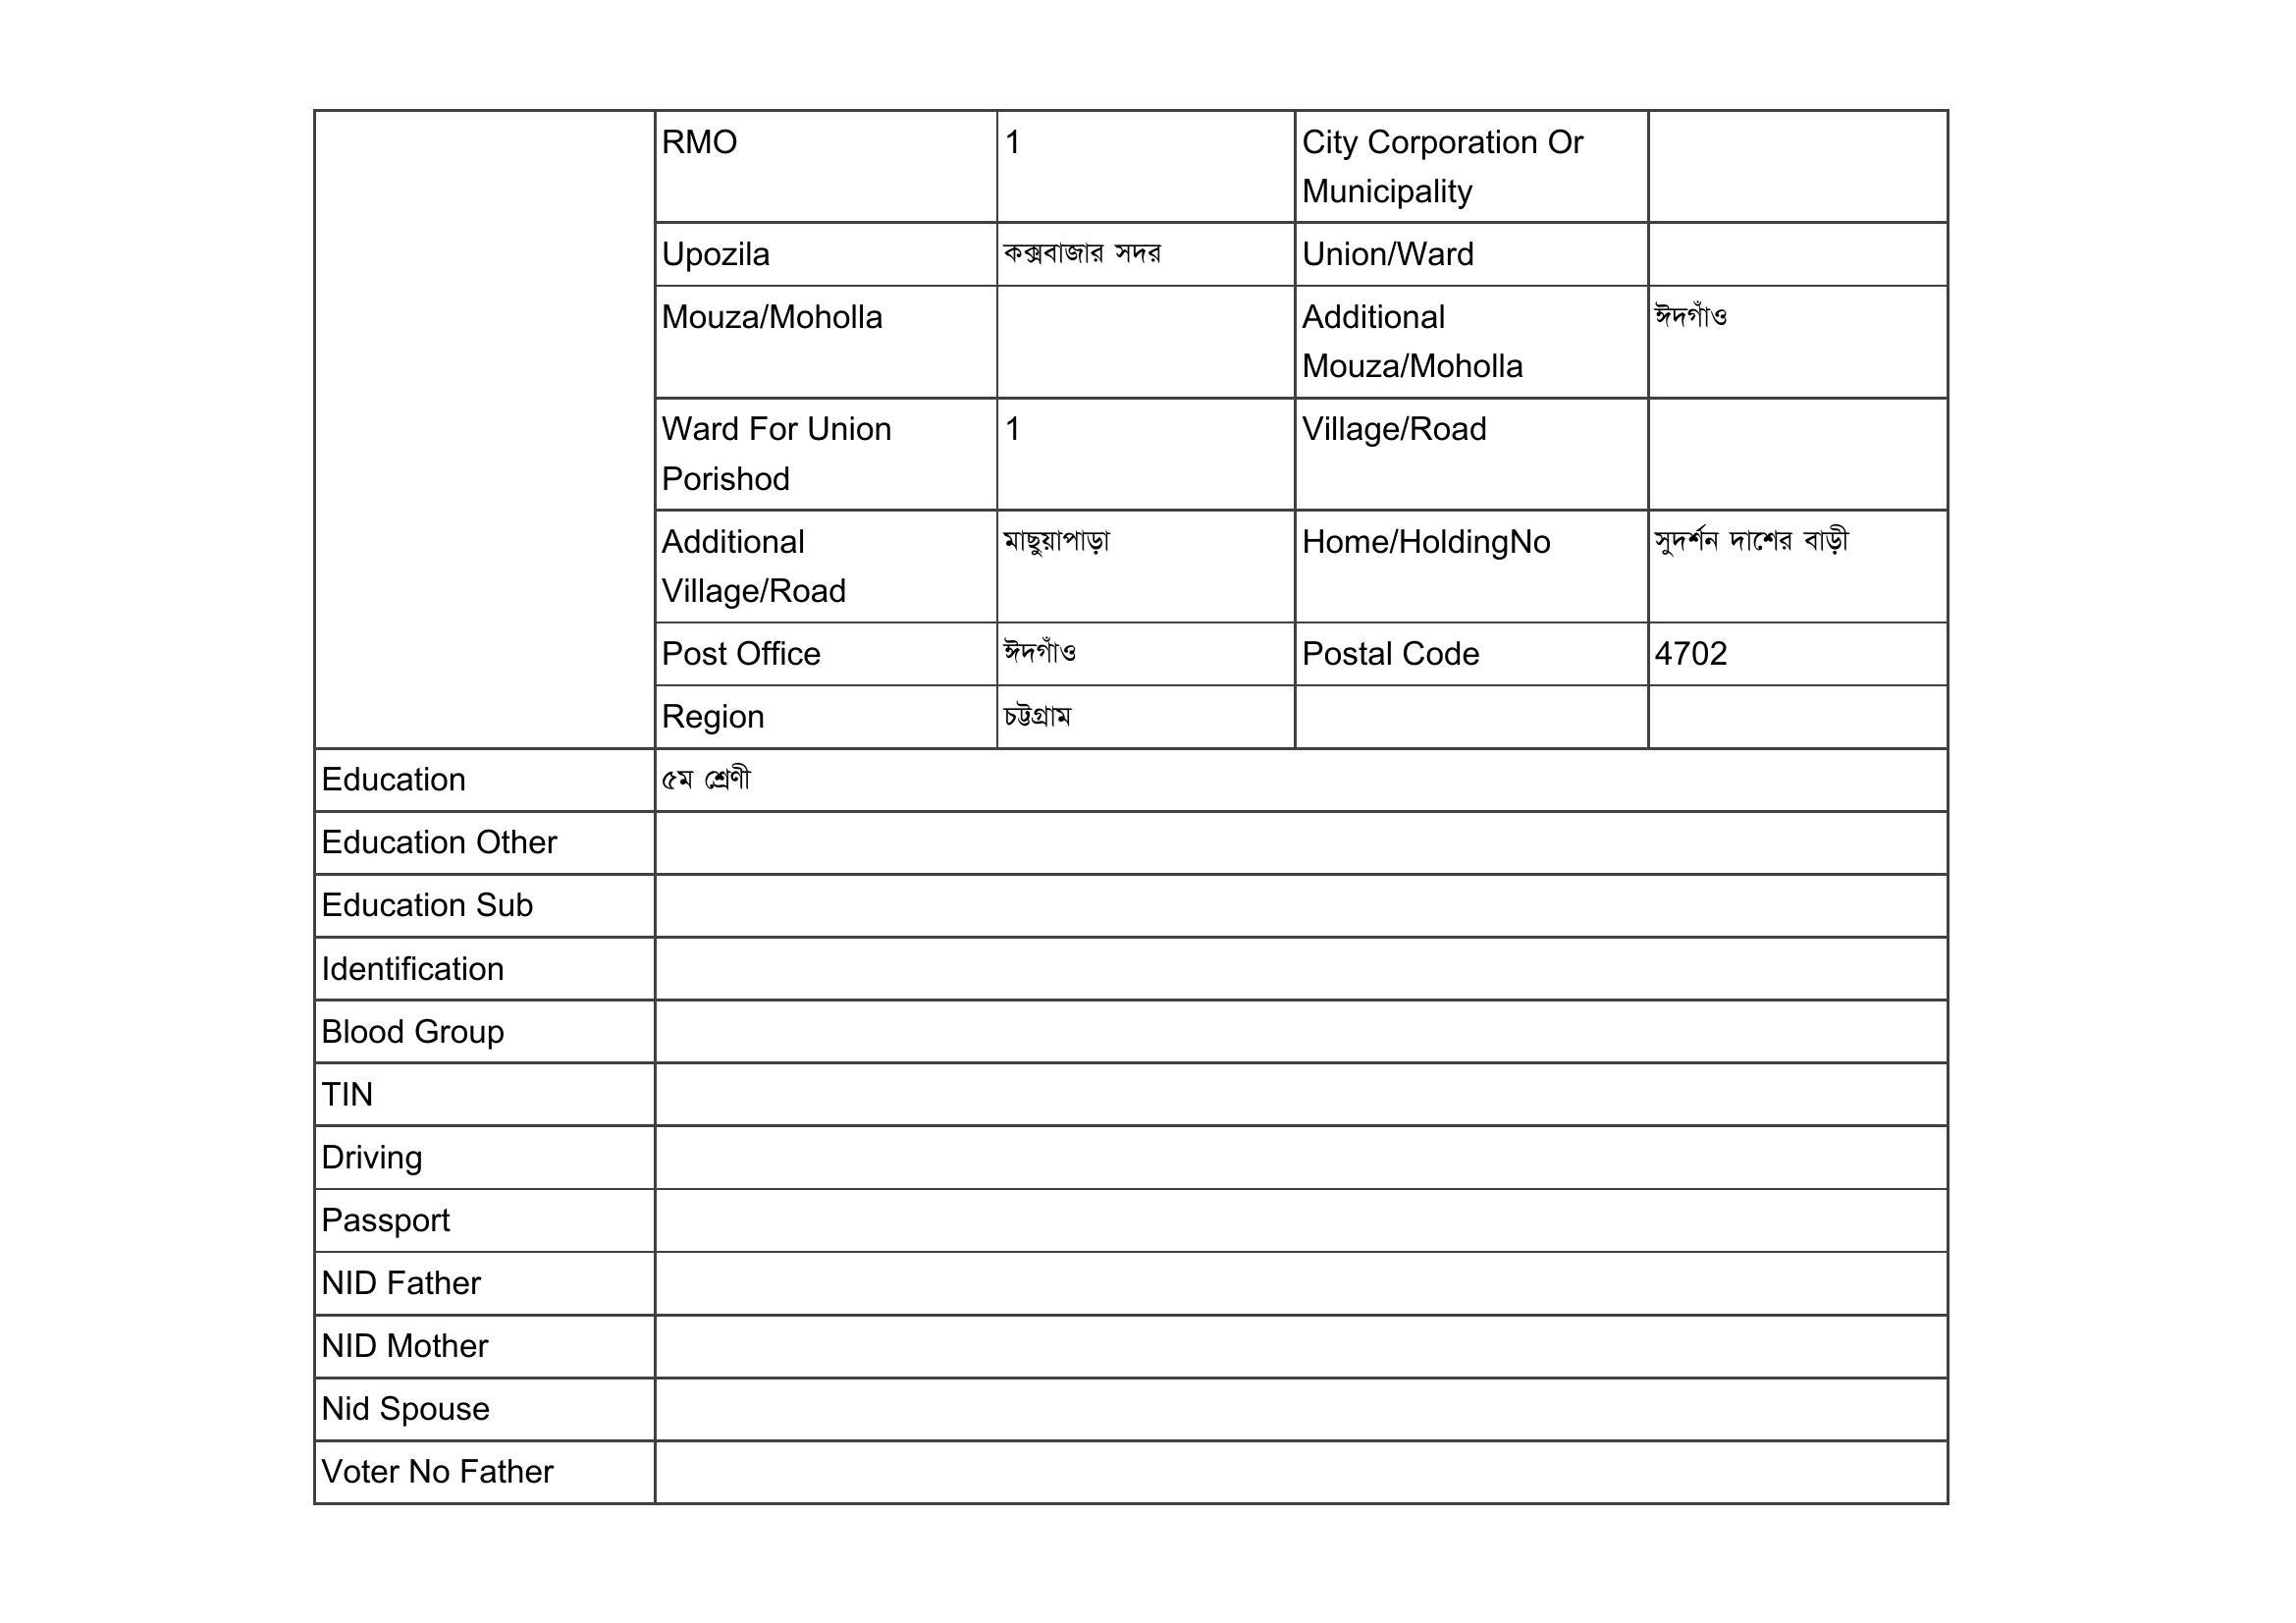 RMO 1 City Corporation Or
Municipality
Upozila কক্সবাজার সদর Union/Ward
Mouza/Moholla Additional ঈদগাঁও
Mouza/Moholla
Ward For Union 1 Village/Road
Porishod
Additional মাছুয়াপাড়া Home/HoldingNo সুদর্শন দাশের বাড়ী
Village/Road
Post Office ঈদগাঁও Postal Code 4702
Region চট্টগ্রাম
Education ৫ম শ্রেণী
Education Other
Education Sub
Identification
Blood Group
TIN
Driving
Passport
NID Father
NID Mother
Nid Spouse
Voter No Father